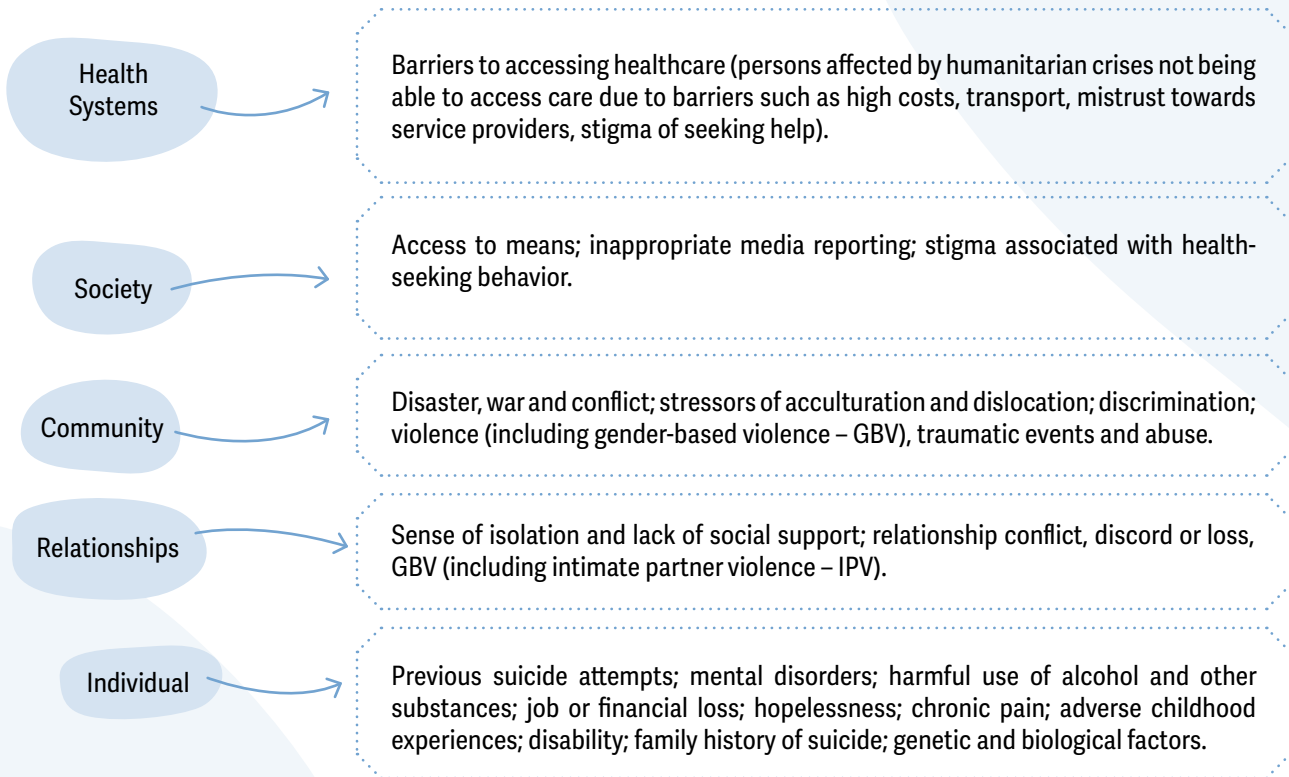 Health
Systems
Barriers to accessing healthcare (persons affected by humanitarian crises not being
able to access care due to barriers such as high costs, transport, mistrust towards
service providers, stigma of seeking help).
Society
Access to means; inappropriate media reporting; stigma associated with health-
seeking behavior.
Community
Disaster, war and conflict; stressors of acculturation and dislocation; discrimination;
violence (including gender-based violence – GBV), traumatic events and abuse.
Relationships
Sense of isolation and lack of social support; relationship conflict, discord or loss,
GBV (including intimate partner violence – IPV).
Individual
Previous suicide attempts; mental disorders; harmful use of alcohol and other
substances; job or financial loss; hopelessness; chronic pain; adverse childhood
experiences; disability; family history of suicide; genetic and biological factors.